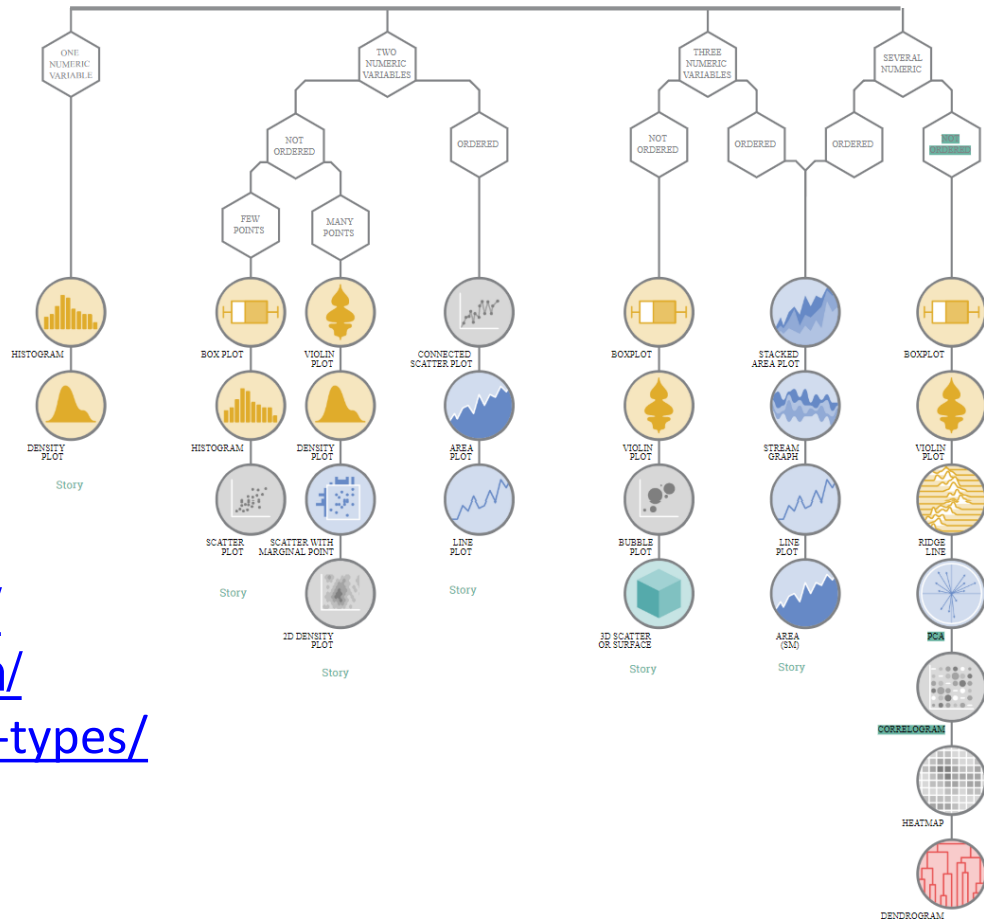 ONE
NUMERIC
VARIABLE
TWO
NUMERIC
VARIABLES
THREE
NUMERIC
VARIABLES
SEVERAL
NUMERIC
NOT
ORDERED
ORDERED
NOT
ORDERED
ORDERED
ORDERED
NOT
ORDERED
FEW
POINTS
MANY
POINTS
HISTOGRAM
DENSITY
PLOT
Story
BOX PLOT
HISTOGRAM
SCATTER
PLOT
Story
VIOLIN
PLOT
DENSITY
PLOT
SCATTER WITH
MARGINAL POINT
2D DENSITY
PLOT
Story
CONNECTED
SCATTER PLOT
AREA
PLOT
LINE
PLOT
Story
BOXPLOT
VIOLIN
PLOT
BUBBLE
PLOT
3D SCATTER
OR SURFACE
Story
STACKED
AREA PLOT
STREAM
GRAPH
LINE
PLOT
AREA
(SM)
Story
BOXPLOT
VIOLIN
PLOT
RIDGE
LINE
PCA
CORRELOGRAM
HEATMAP
DENDROGRAM
/
/
-types/